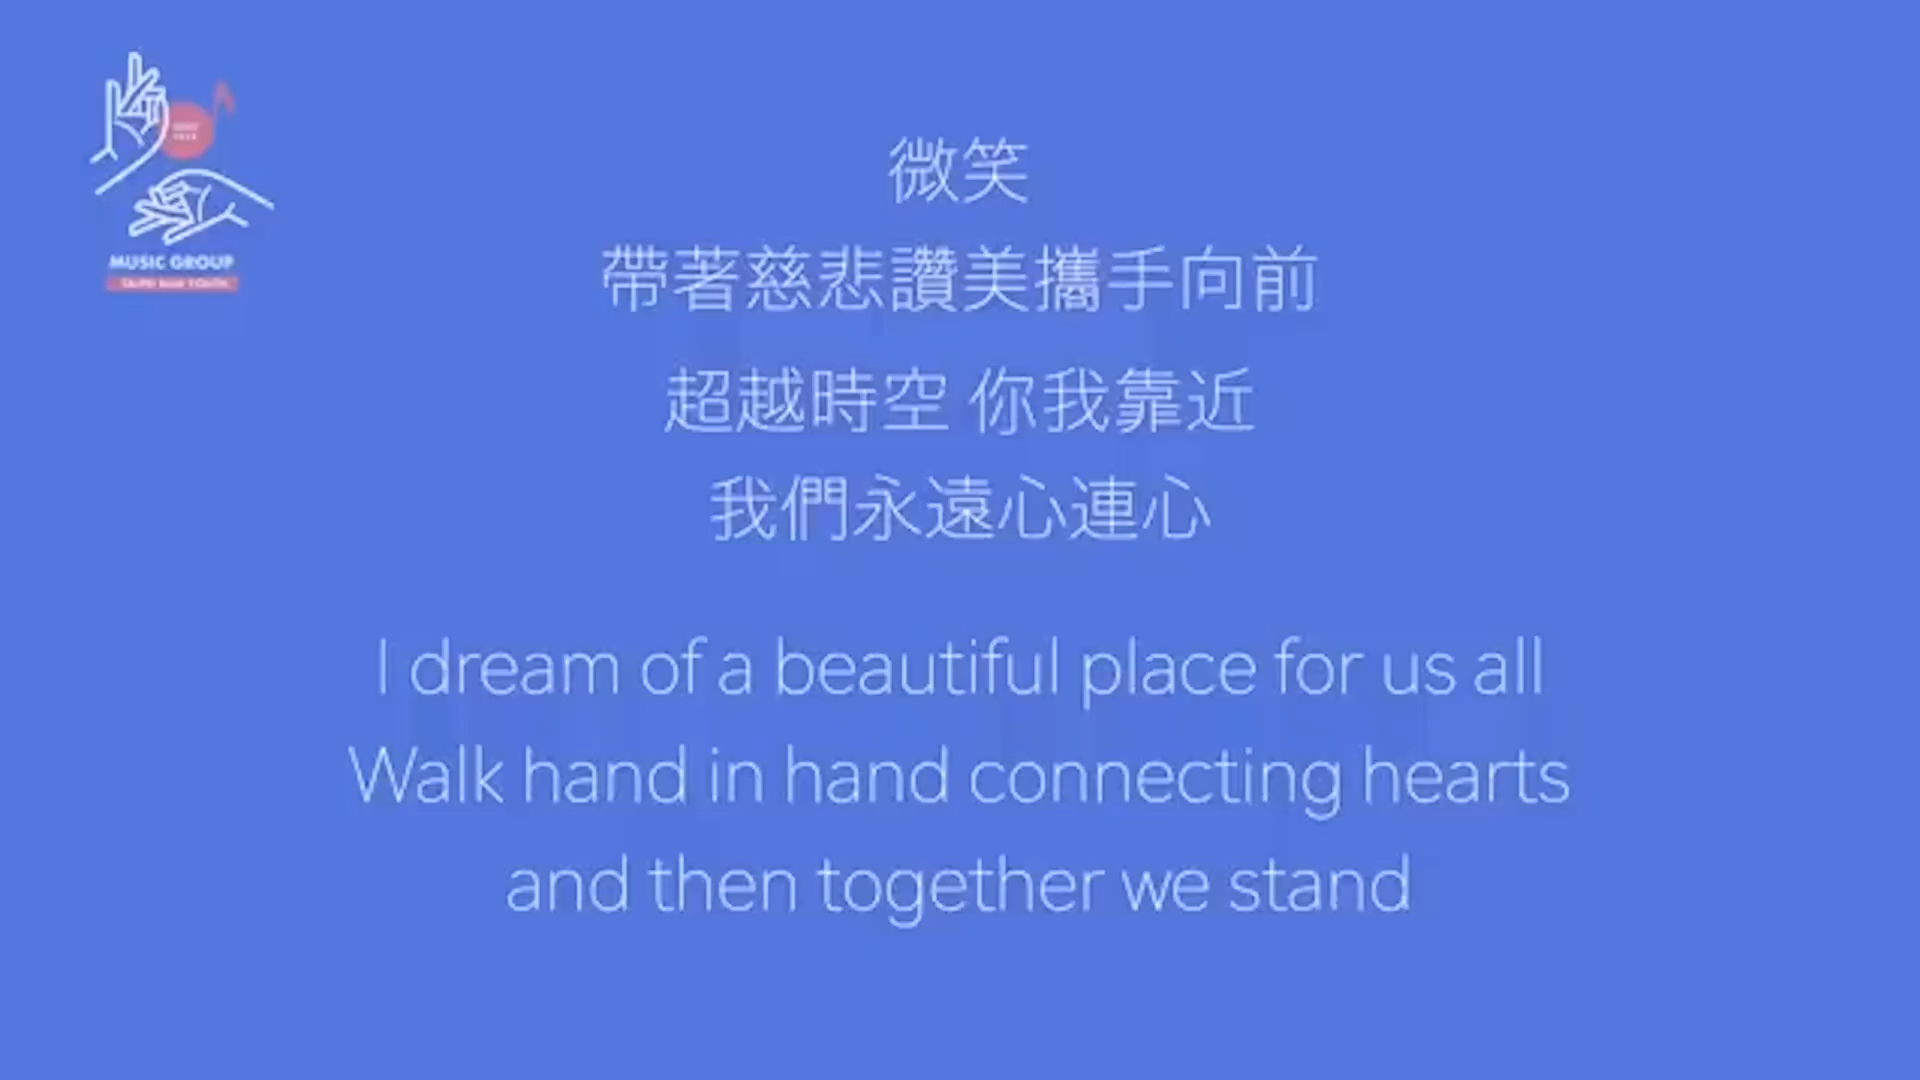 MUSIC GROUP
微笑
帶著慈悲讚美攜手向前
超越時空 你我靠近
我們永遠心連心
I dream of a beautiful place for us all
Walk hand in hand connecting hearts
and then together we stand